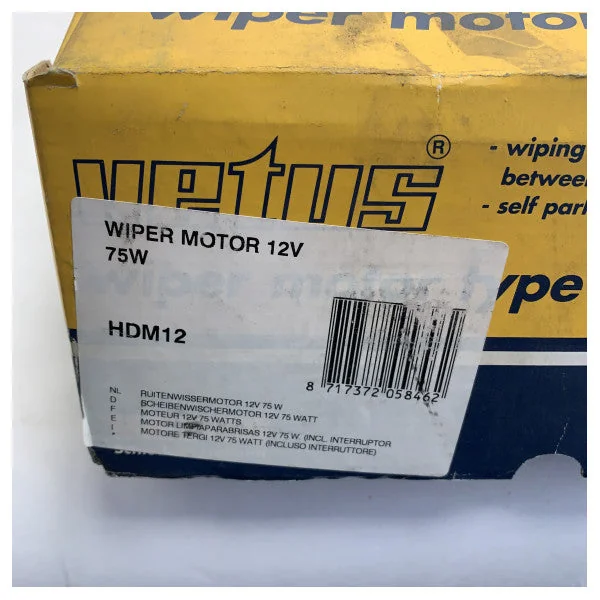 wiper motor
vetus®
- wiping
between
- self park
WIPER MOTOR 12V
75W
wiper motor type
HDM12
8 717372 058462
NL RUITENWISSERMOTOR 12V 75 W
D SCHEIBENWISCHERMOTOR 12V 75 WATT
F MOTEUR 12V 75 WATTS
E MOTOR LIMPIAPARABRISAS 12V 75 W. (INCL. INTERRUPTOR
I MOTORE TERGI 12V 75 WATT (INCLUSO INTERRUTTORE)
*